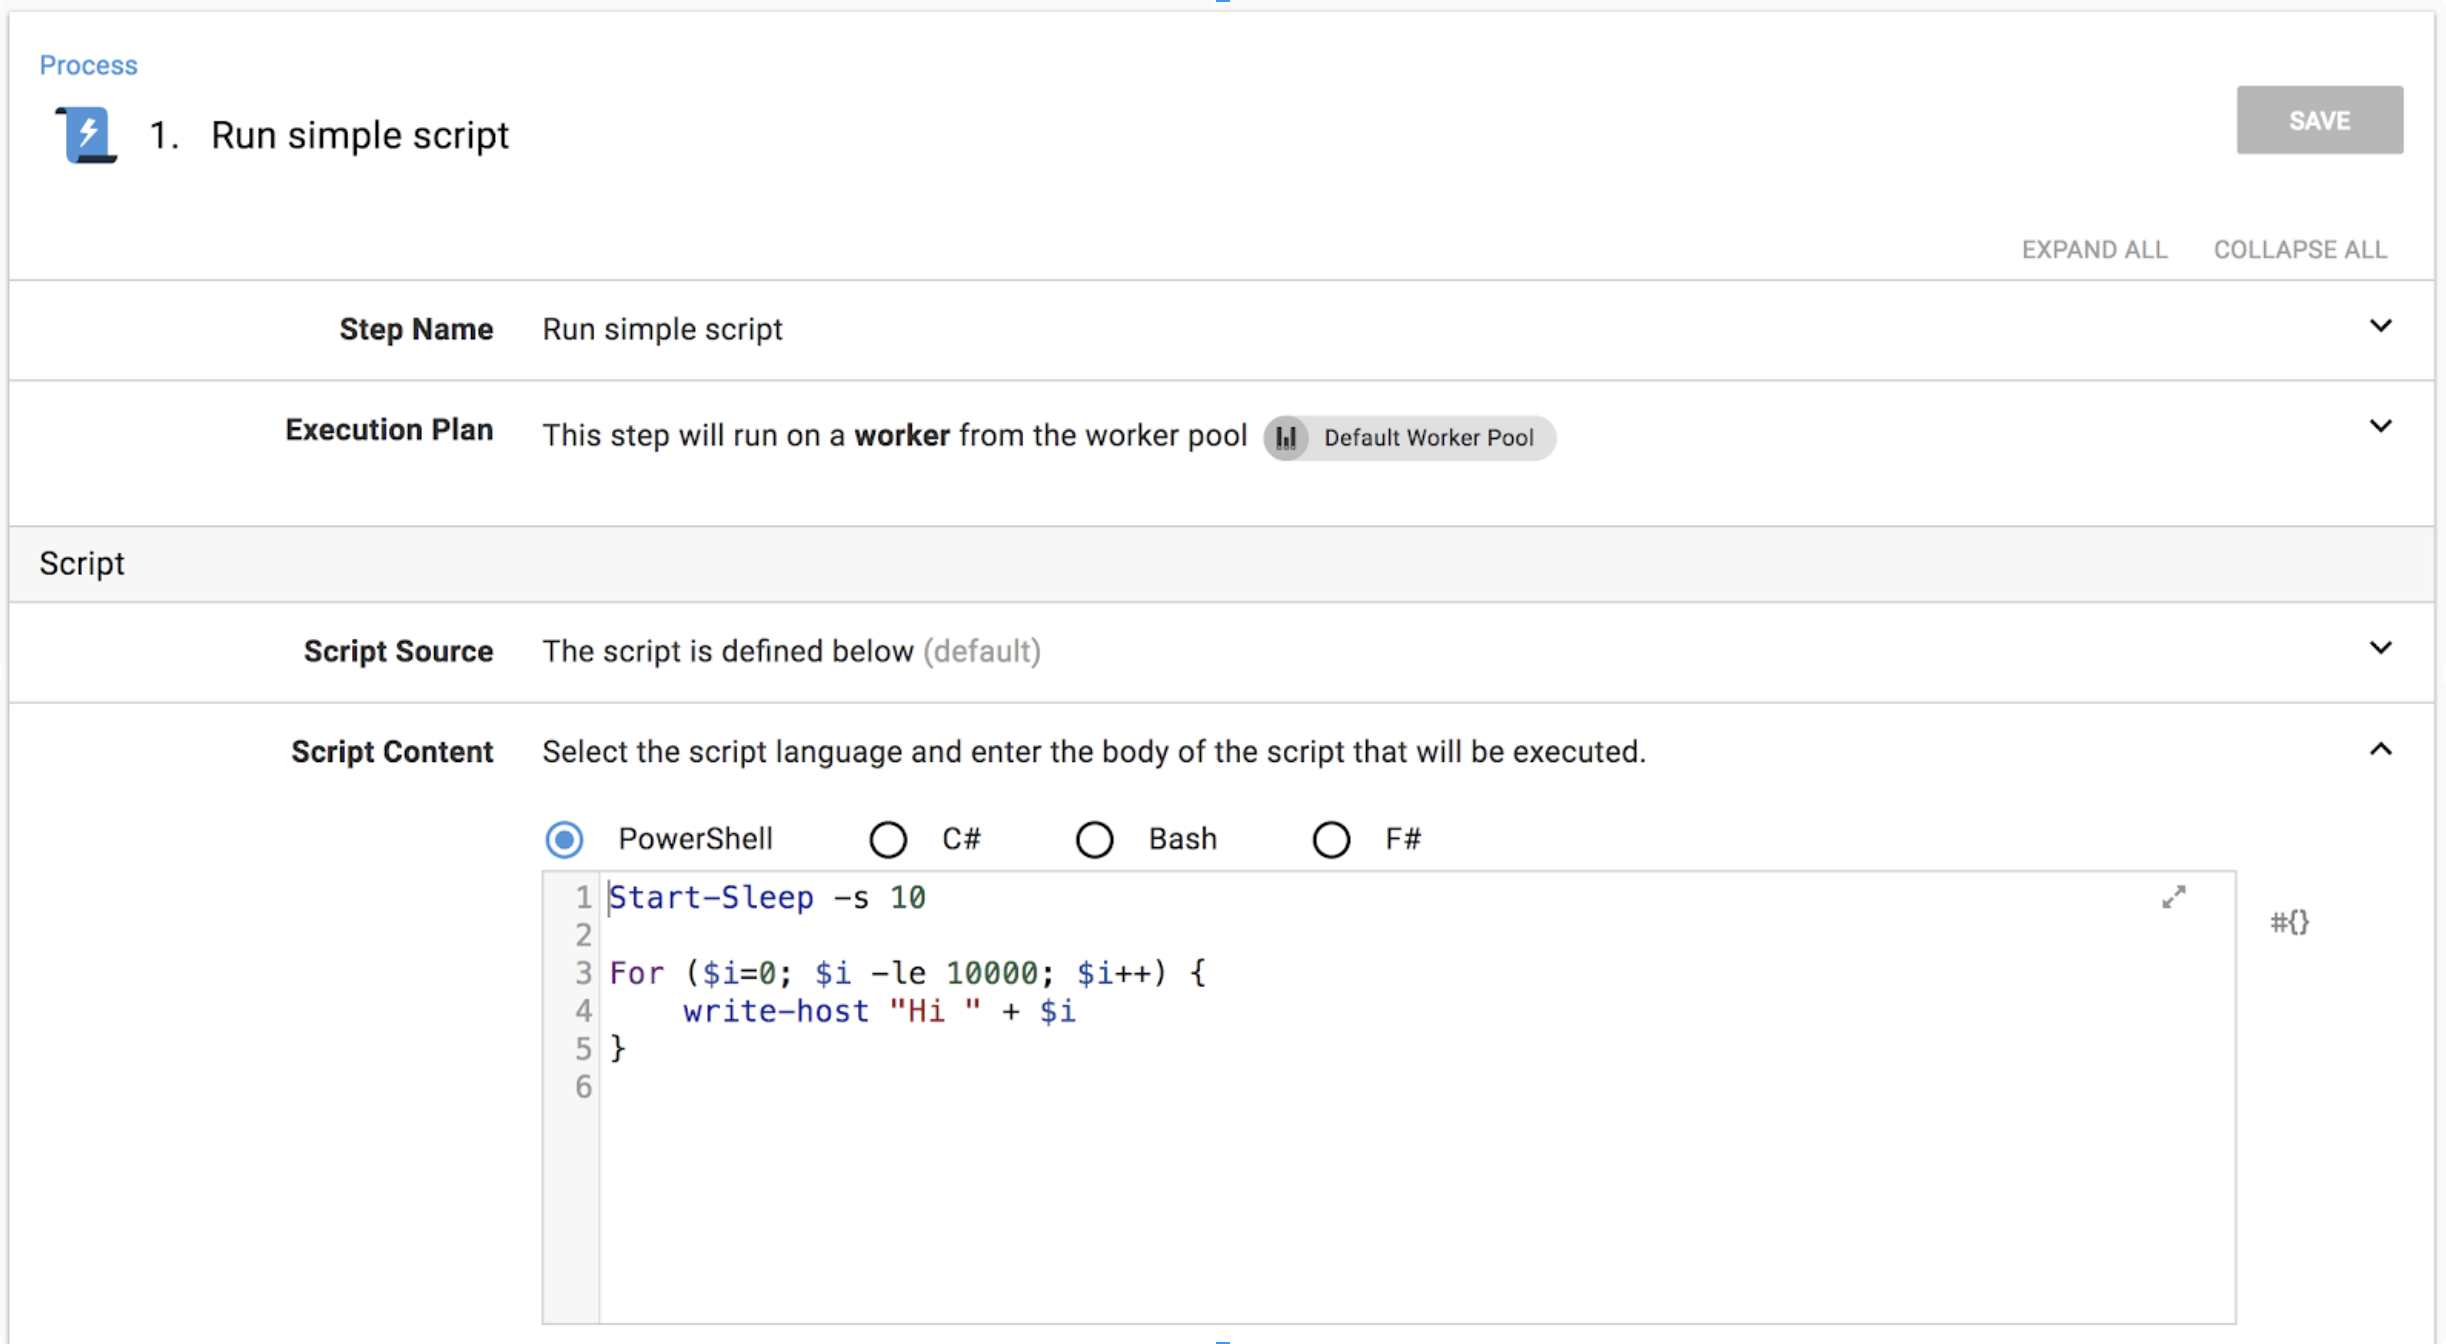 Process
1. Run simple script
SAVE
EXPAND ALL COLLAPSE ALL
Step Name Run simple script
Execution Plan This step will run on a worker from the worker pool Default Worker Pool
Script
Script Source The script is defined below (default)
Script Content Select the script language and enter the body of the script that will be executed.
PowerShell C# Bash F#
1 Start-Sleep -s 10
2
3 For ($i=0; $i -le 10000; $i++) {
4     write-host "Hi " + $i
5 }
6
#{}